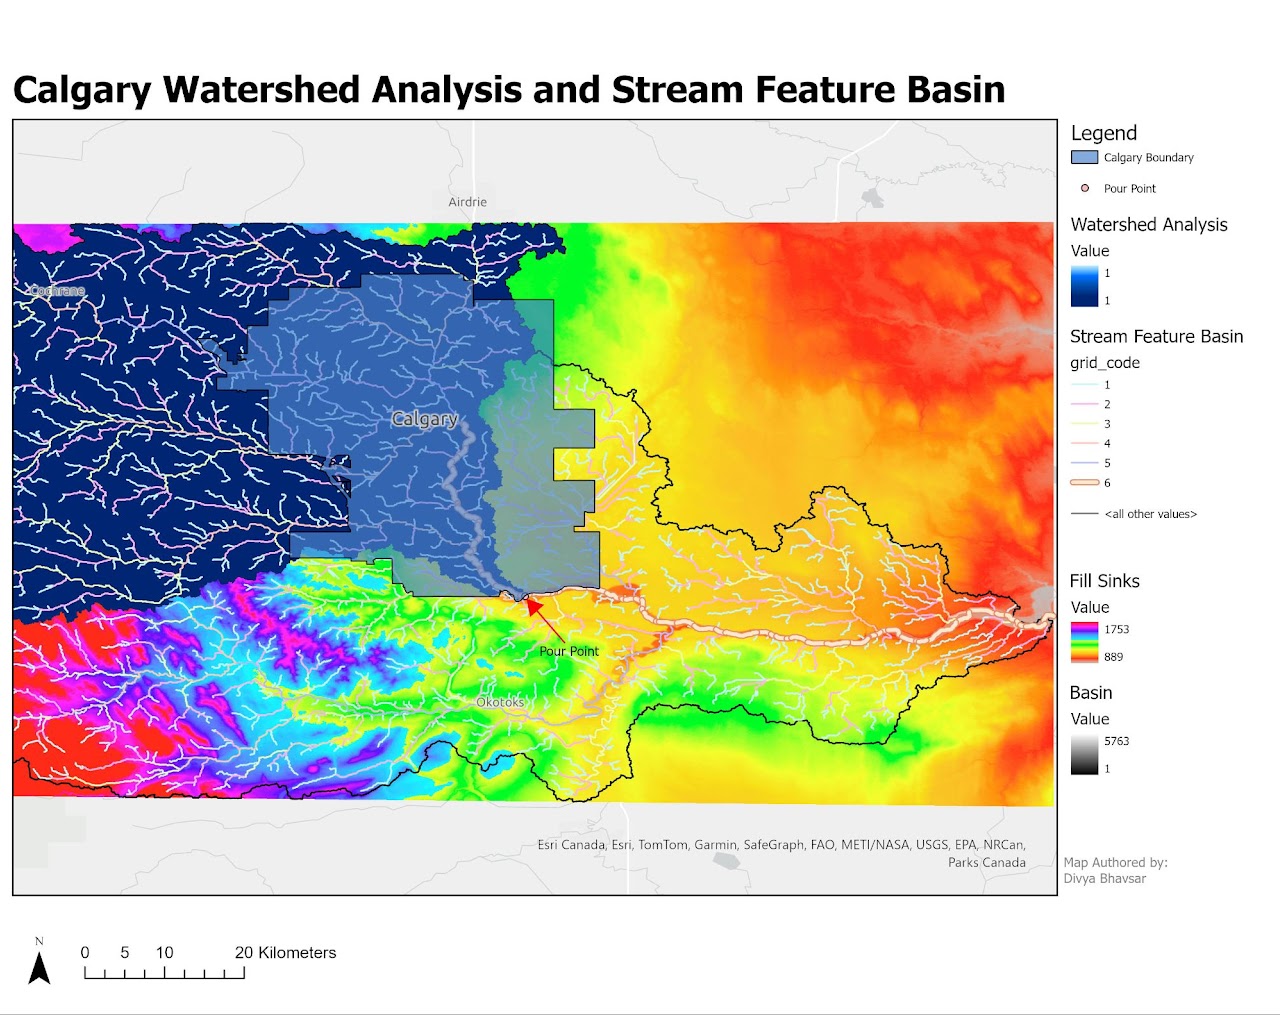 Calgary Watershed Analysis and Stream Feature Basin
Airdrie
Cochrane
Calgary
Pour Point
Okotoks
Esri Canada, Esri, TomTom, Garmin, SafeGraph, FAO, METI/NASA, USGS, EPA, NRCan,
Parks Canada
Legend
Calgary Boundary
Pour Point
Watershed Analysis
Value
1
1
Stream Feature Basin
grid_code
1
2
3
4
5
6
<all other values>
Fill Sinks
Value
1753
889
Basin
Value
5763
1
Map Authored by:
Divya Bhavsar
N
0 5 10 20 Kilometers